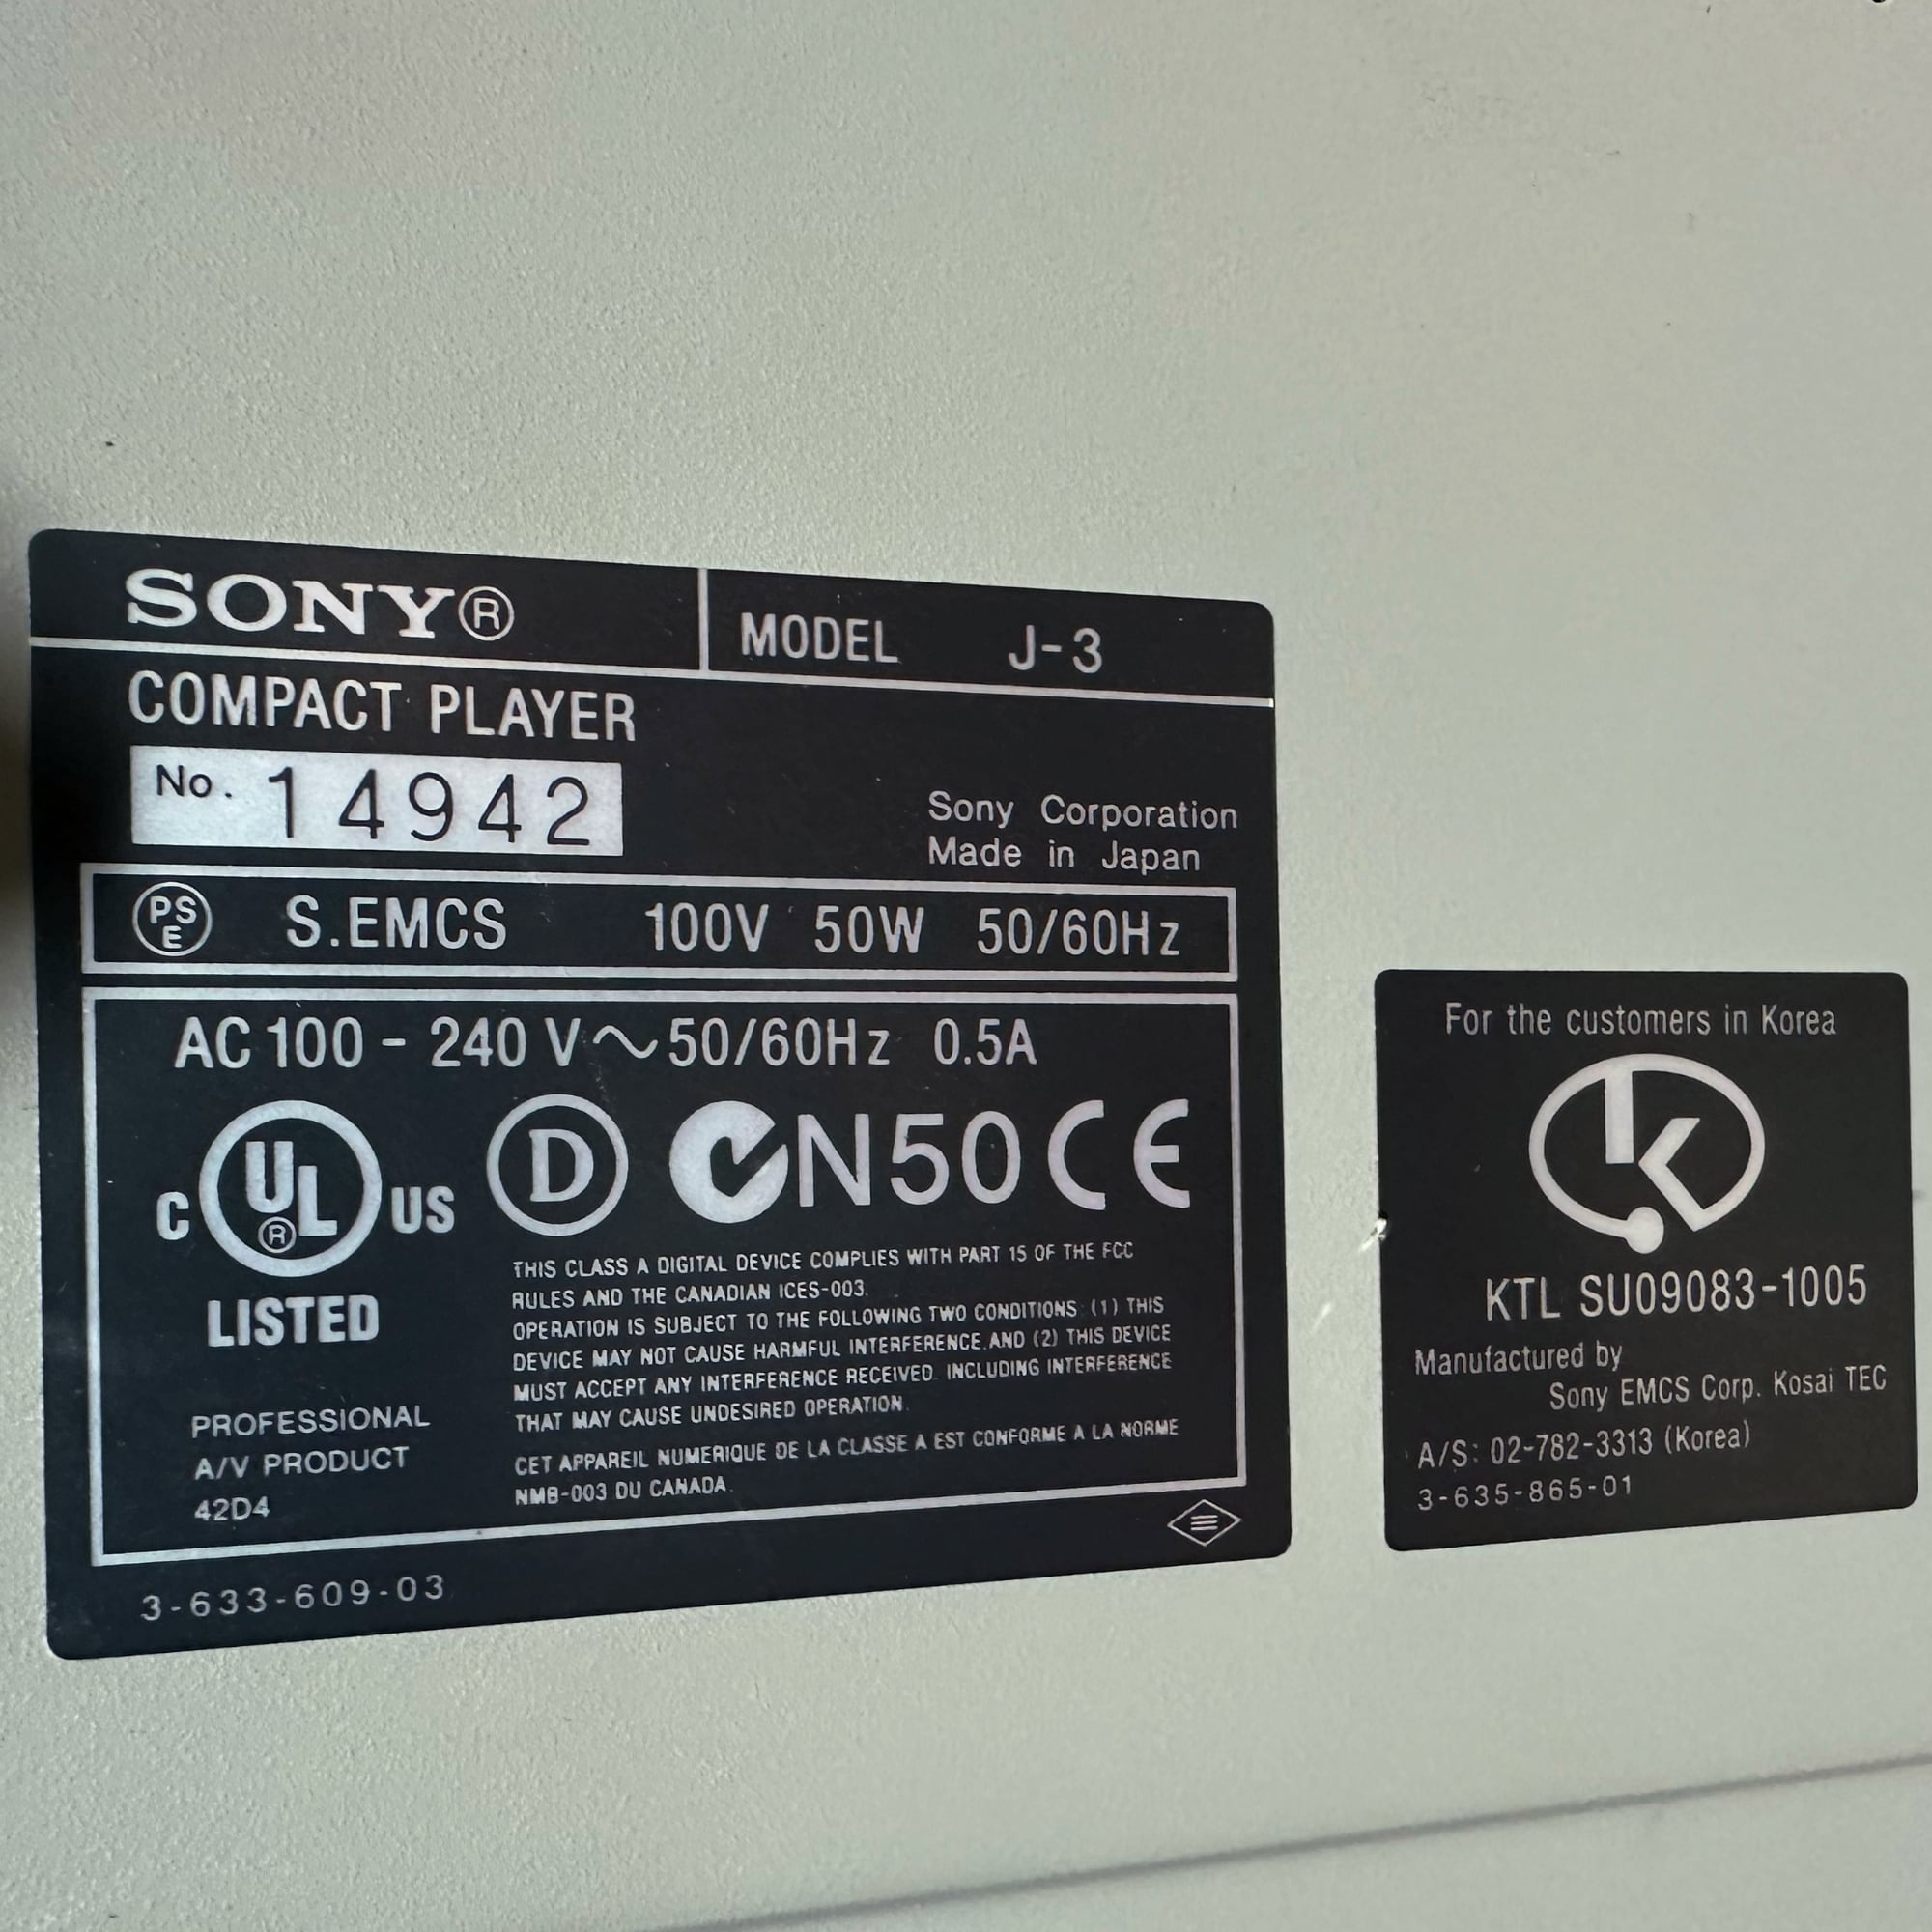 SONY®
MODEL J-3
COMPACT PLAYER
No. 14942
Sony Corporation
Made in Japan
PSE S.EMCS 100V 50W 50/60Hz
AC 100 - 240 V ~ 50/60Hz 0.5A
C UL® US
LISTED
D
N50 CE
PROFESSIONAL
A/V PRODUCT
42D4
THIS CLASS A DIGITAL DEVICE COMPLIES WITH PART 15 OF THE FCC
RULES AND THE CANADIAN ICES-003.
OPERATION IS SUBJECT TO THE FOLLOWING TWO CONDITIONS: (1) THIS
DEVICE MAY NOT CAUSE HARMFUL INTERFERENCE,AND (2) THIS DEVICE
MUST ACCEPT ANY INTERFERENCE RECEIVED, INCLUDING INTERFERENCE
THAT MAY CAUSE UNDESIRED OPERATION.
CET APPAREIL NUMERIQUE DE LA CLASSE A EST CONFORME A LA NORME
NMB-003 DU CANADA.
3-633-609-03
For the customers in Korea
K
KTL SU09083-1005
Manufactured by
Sony EMCS Corp. Kosai TEC
A/S: 02-782-3313 (Korea)
3-635-865-01